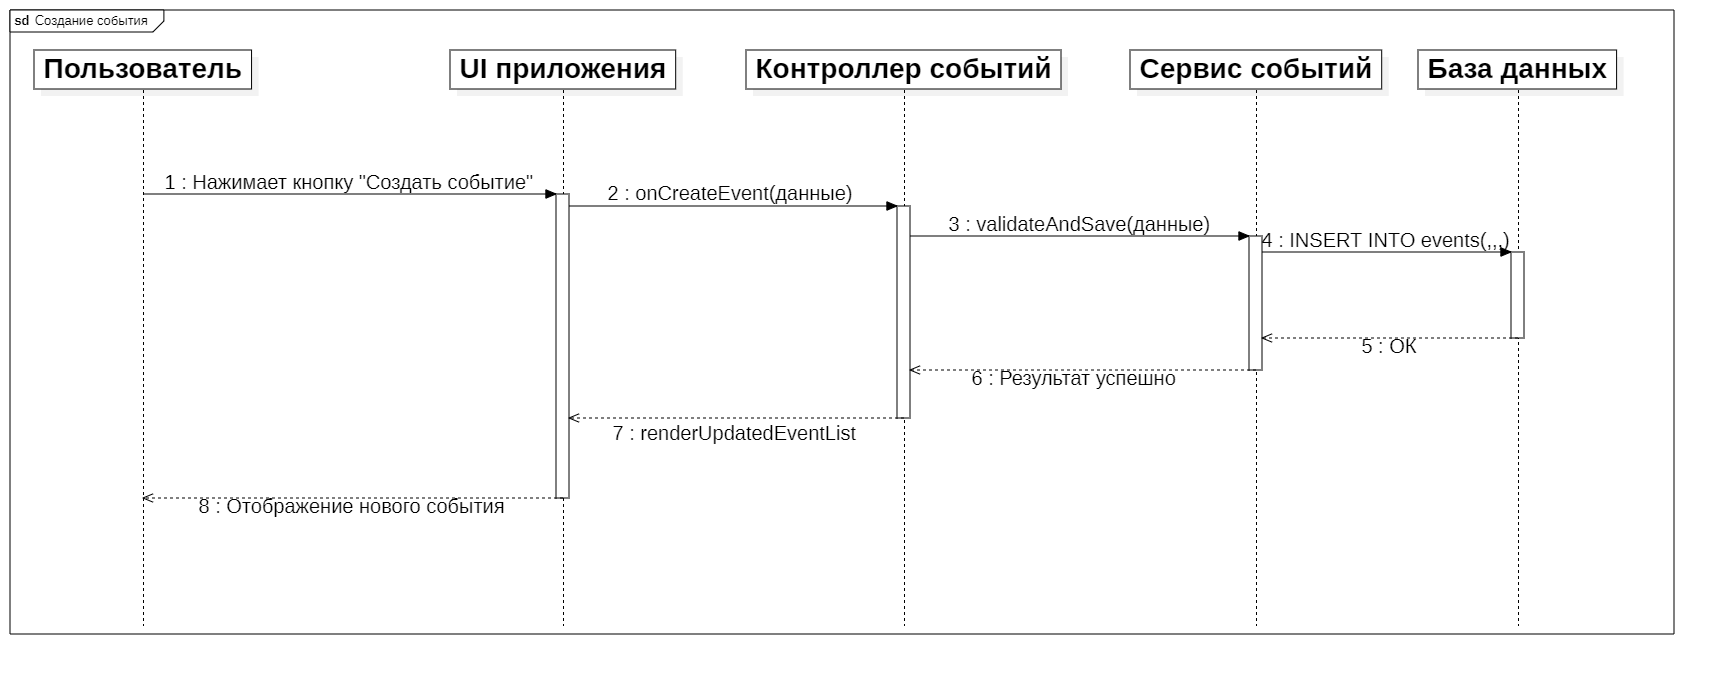 sd Создание события
Пользователь
UI приложения
Контроллер событий
Сервис событий
База данных
1 : Нажимает кнопку "Создать событие"
2 : onCreateEvent(данные)
3 : validateAndSave(данные)
4 : INSERT INTO events(,,,)
5 : ОК
6 : Результат успешно
7 : renderUpdatedEventList
8 : Отображение нового события